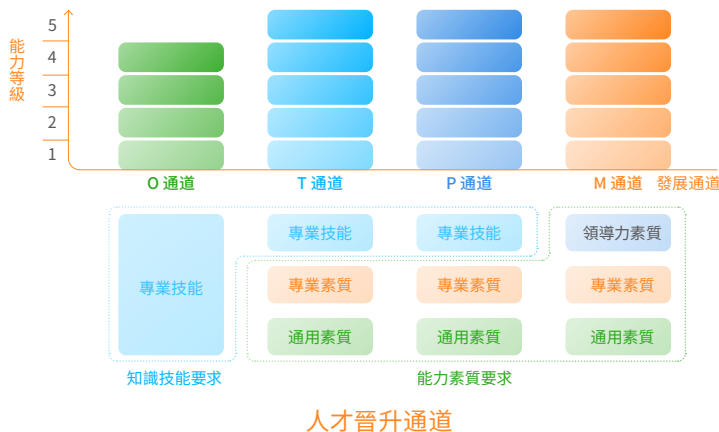 能力等級
5
4
3
2
1
O 通道
T 通道
P 通道
M 通道
發展通道
專業技能
專業技能
專業技能
領導力素質
專業素質
專業素質
專業素質
通用素質
通用素質
通用素質
知識技能要求
能力素質要求
人才晉升通道